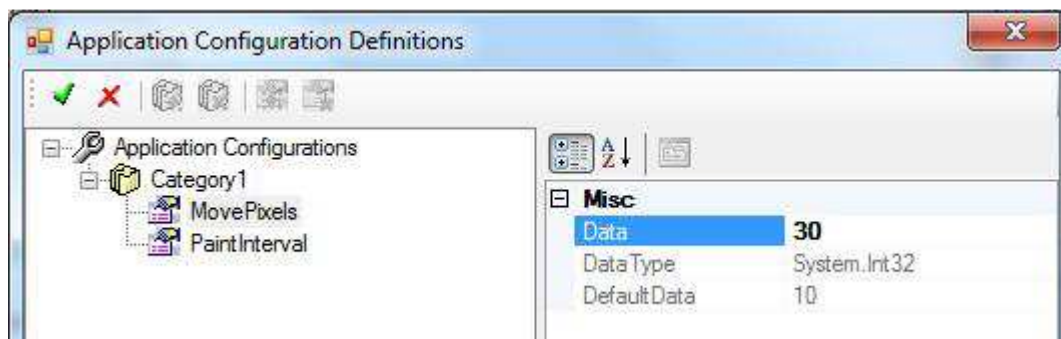 Application Configuration Definitions
Application Configurations
Category1
MovePixels
PaintInterval
A
Z
Misc
Data 30
DataType System.Int32
DefaultData 10